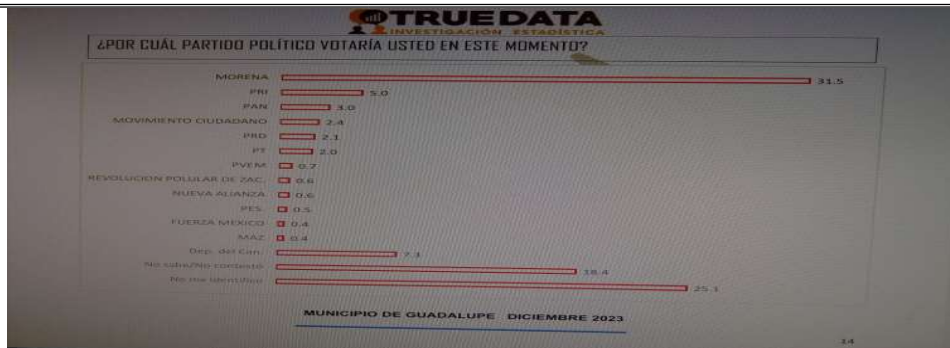 TRUEDATA
INVESTIGACIÓN ESTADÍSTICA
¿POR CUÁL PARTIDO POLÍTICO VOTARÍA USTED EN ESTE MOMENTO?
MORENA 31.5
PRI 5.0
PAN 3.0
MOVIMIENTO CIUDADANO 2.4
PRD 2.1
PT 2.0
PVEM 0.7
REVOLUCION POLULAR DE ZAC. 0.6
NUEVA ALIANZA 0.6
PES. 0.5
FUERZA MEXICO 0.4
MAZ 0.4
Dep. del Can. 7.3
No sabe/No contestó 18.4
No me identifico 25.1
MUNICIPIO DE GUADALUPE DICIEMBRE 2023
14